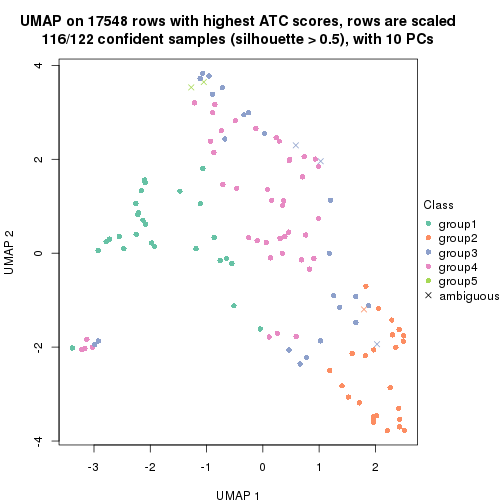 UMAP on 17548 rows with highest ATC scores, rows are scaled
116/122 confident samples (silhouette > 0.5), with 10 PCs
4
2
0
-2
-4
UMAP 2
-3
-2
-1
0
1
2
UMAP 1
Class
group1
group2
group3
group4
group5
ambiguous